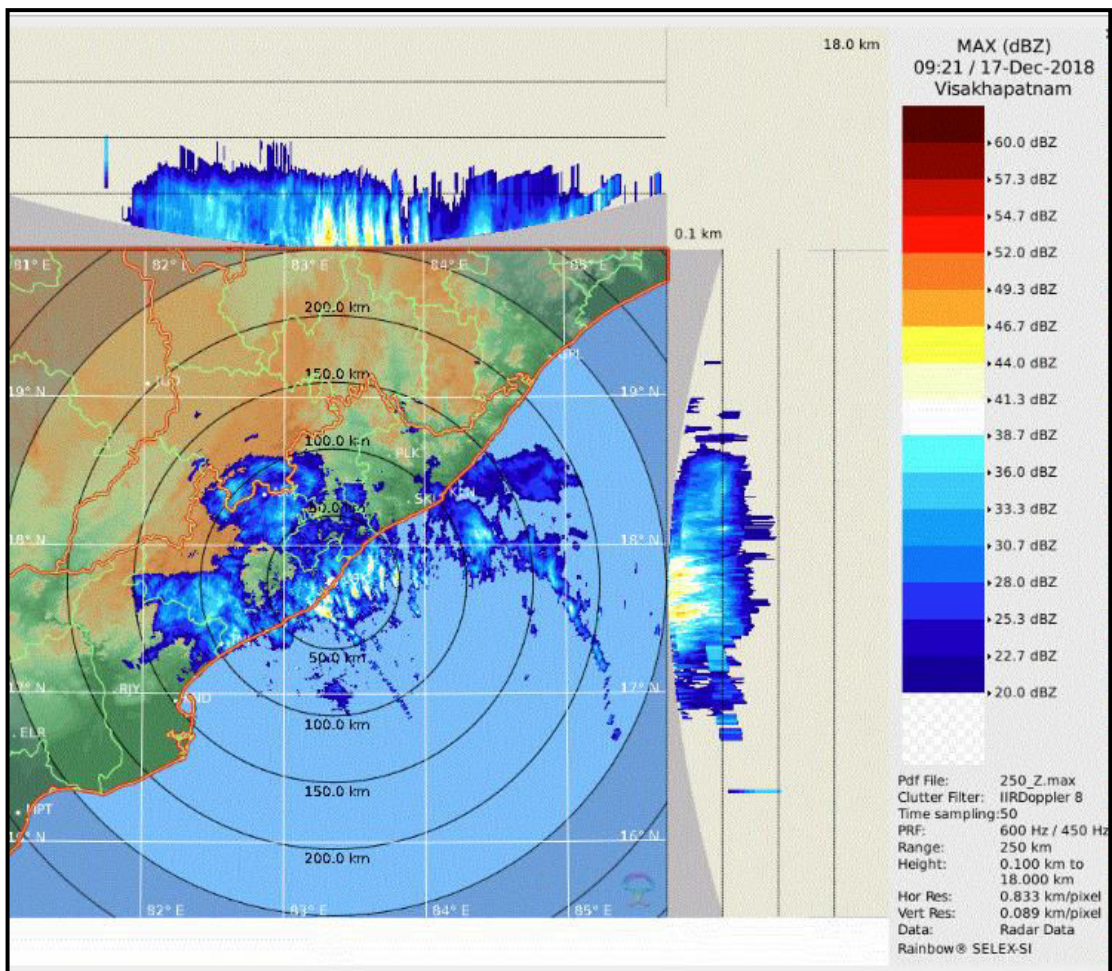 18.0 km
MAX (dBZ)
09:21 / 17-Dec-2018
Visakhapatnam
60.0 dBZ
57.3 dBZ
54.7 dBZ
52.0 dBZ
49.3 dBZ
46.7 dBZ
44.0 dBZ
41.3 dBZ
38.7 dBZ
36.0 dBZ
33.3 dBZ
30.7 dBZ
28.0 dBZ
25.3 dBZ
22.7 dBZ
20.0 dBZ
0.1 km
81° E
82°
83° E
84° E
85° E
200.0 km
150.0 km
19° N
100.0 km
PLK
18° N
50.0 km
17° N
RJY
100.0 km
ELR
150.0 km
MPT
16° N
16° N
200.0 km
82° E
83° E
84° E
85° E
Pdf File: 250_Z.max
Clutter Filter: IIRDoppler 8
Time sampling:50
PRF: 600 Hz / 450 Hz
Range: 250 km
Height: 0.100 km to
18.000 km
Hor Res: 0.833 km/pixel
Vert Res: 0.089 km/pixel
Data: Radar Data
Rainbow® SELEX-SI